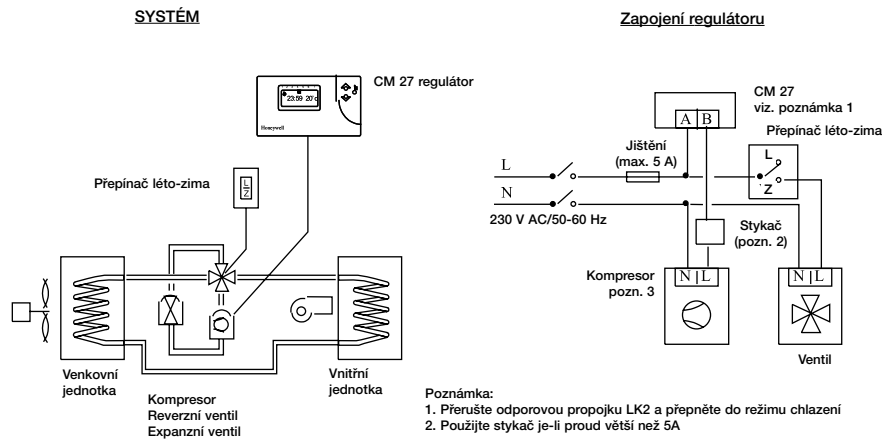 SYSTÉM
CM 27 regulátor
23:59 20°c
Honeywell
Přepínač léto-zima
L
Z
Venkovní
jednotka
Vnitřní
jednotka
Kompresor
Reverzní ventil
Expanzní ventil
Zapojení regulátoru
CM 27
viz. poznámka 1
A B
Přepínač léto-zima
Jištění
(max. 5 A)
L
L
Z
N
230 V AC/50-60 Hz
Stykač
(pozn. 2)
Kompresor
pozn. 3
N L
N L
Ventil
Poznámka:
1. Přerušte odporovou propojku LK2 a přepněte do režimu chlazení
2. Použijte stykač je-li proud větší než 5A